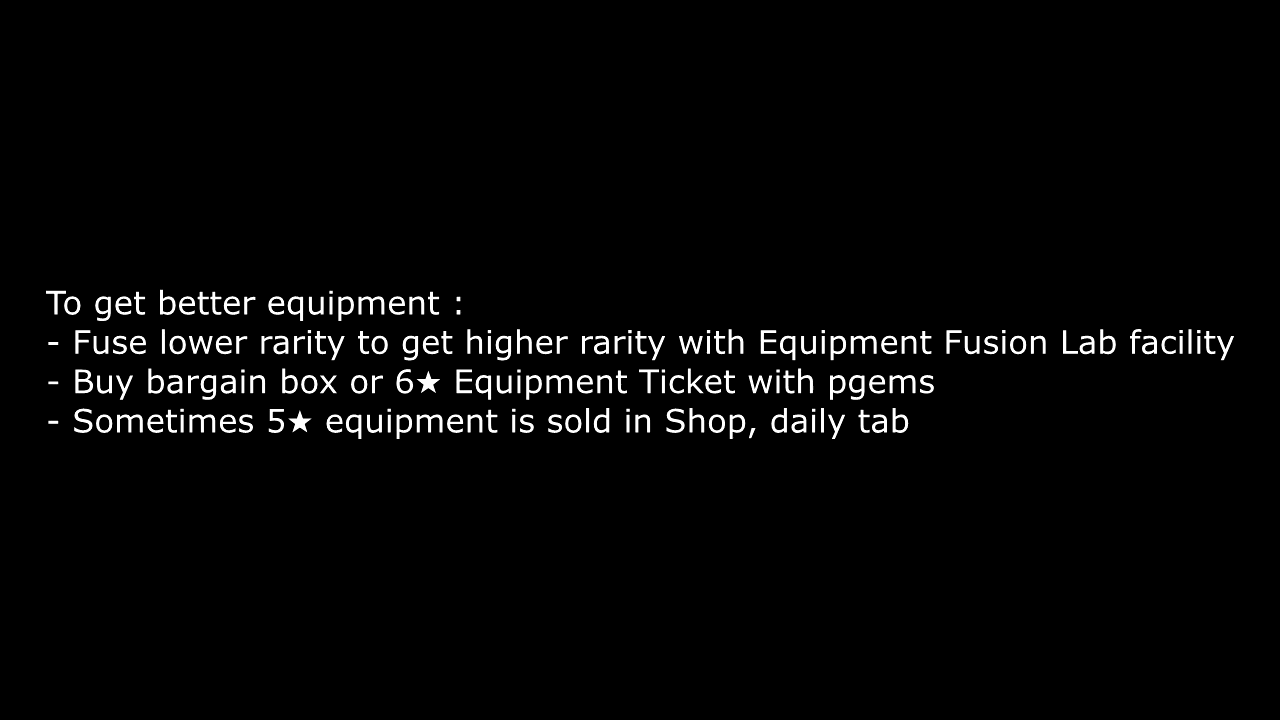 To get better equipment :
- Fuse lower rarity to get higher rarity with Equipment Fusion Lab facility
- Buy bargain box or 6★ Equipment Ticket with pgems
- Sometimes 5★ equipment is sold in Shop, daily tab